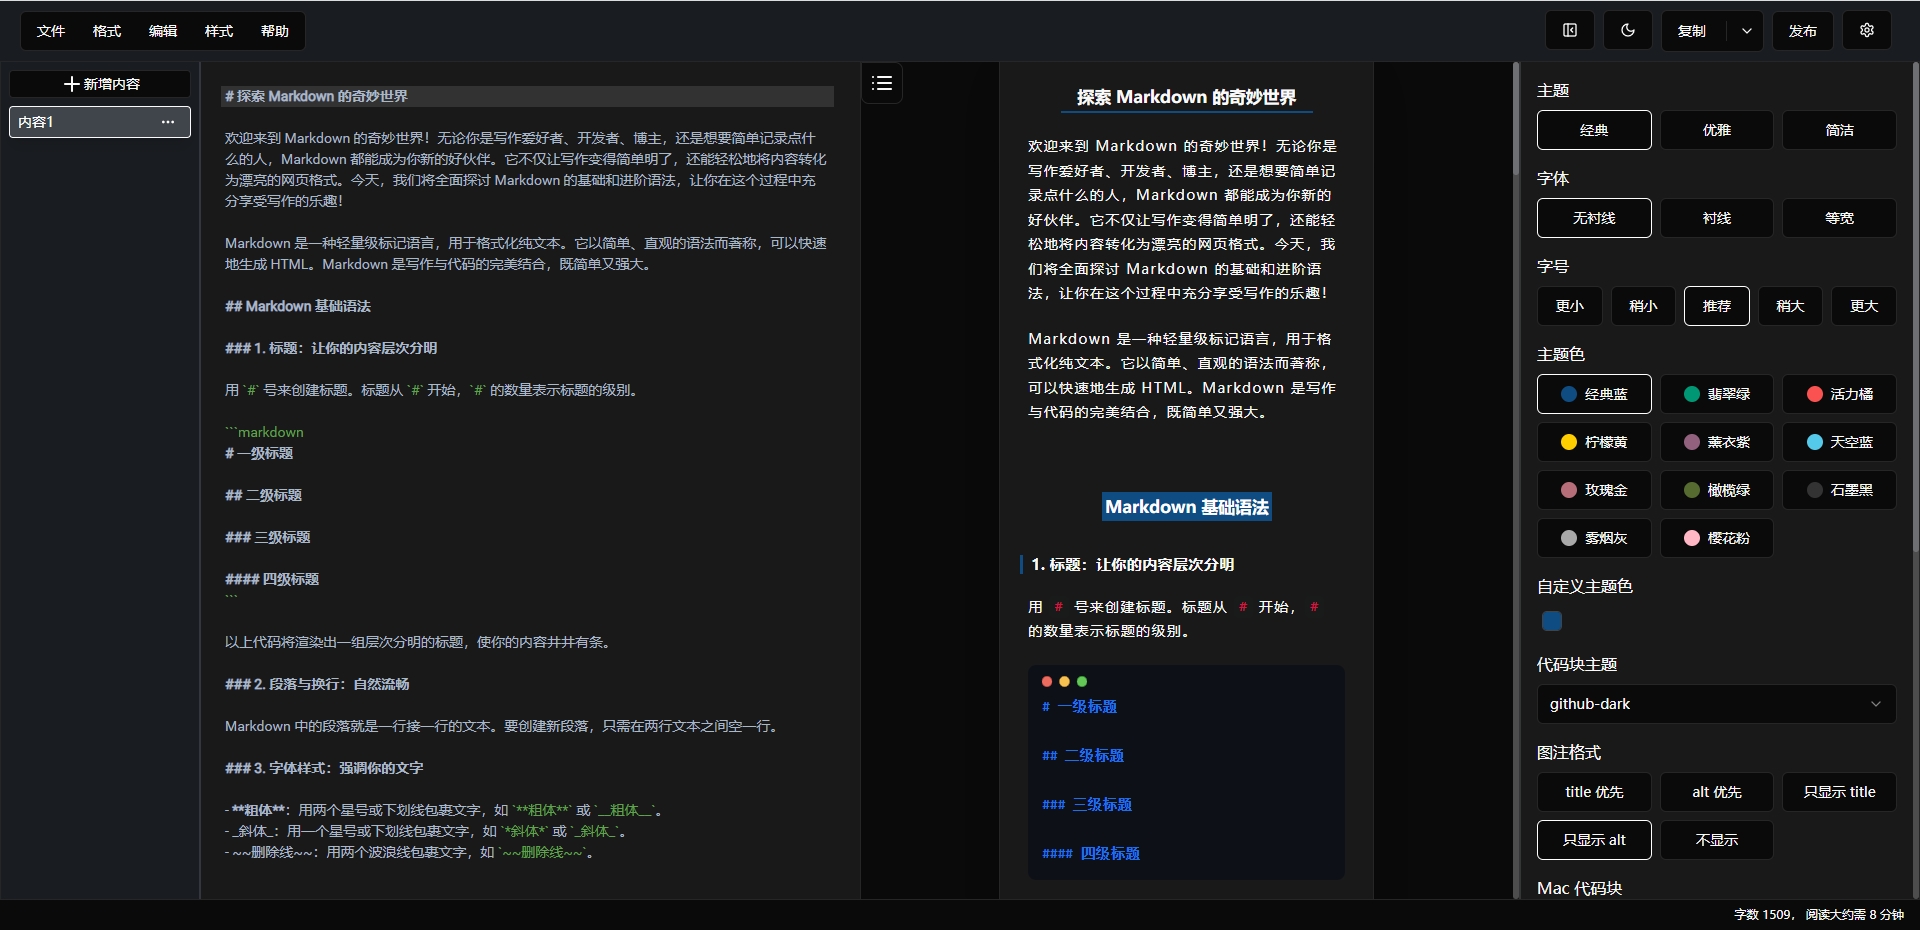 文件 格式 编辑 样式 帮助
复制 发布
新增内容
内容1 ···
# 探索 Markdown 的奇妙世界
欢迎来到 Markdown 的奇妙世界！无论你是写作爱好者、开发者、博主，还是想要简单记录点什
么的人，Markdown 都能成为你新的好伙伴。它不仅让写作变得简单明了，还能轻松地将内容转化
为漂亮的网页格式。今天，我们将全面探讨 Markdown 的基础和进阶语法，让你在这个过程中充
分享受写作的乐趣！
Markdown 是一种轻量级标记语言，用于格式化纯文本。它以简单、直观的语法而著称，可以快速
地生成 HTML。Markdown 是写作与代码的完美结合，既简单又强大。
## Markdown 基础语法
### 1. 标题：让你的内容层次分明
用 `#` 号来创建标题。标题从 `#` 开始，`#` 的数量表示标题的级别。
```markdown
# 一级标题
## 二级标题
### 三级标题
#### 四级标题
```
以上代码将渲染出一组层次分明的标题，使你的内容井井有条。
### 2. 段落与换行：自然流畅
Markdown 中的段落就是一行接一行的文本。要创建新段落，只需在两行文本之间空一行。
### 3. 字体样式：强调你的文字
- **粗体**：用两个星号或下划线包裹文字，如 `**粗体**` 或 `__粗体__`。
- _斜体_：用一个星号或下划线包裹文字，如 `*斜体*` 或 `_斜体_`。
- ~~删除线~~：用两个波浪线包裹文字，如 `~~删除线~~`。
探索 Markdown 的奇妙世界
欢迎来到 Markdown 的奇妙世界！无论你是
写作爱好者、开发者、博主，还是想要简单记
录点什么的人，Markdown 都能成为你新的
好伙伴。它不仅让写作变得简单明了，还能轻
松地将内容转化为漂亮的网页格式。今天，我
们将全面探讨 Markdown 的基础和进阶语
法，让你在这个过程中充分享受写作的乐趣！
Markdown 是一种轻量级标记语言，用于格
式化纯文本。它以简单、直观的语法而著称，
可以快速地生成 HTML。Markdown 是写作
与代码的完美结合，既简单又强大。
Markdown 基础语法
1. 标题：让你的内容层次分明
用 # 号来创建标题。标题从 # 开始， #
的数量表示标题的级别。
# 一级标题
## 二级标题
### 三级标题
#### 四级标题
主题
经典 优雅 简洁
字体
无衬线 衬线 等宽
字号
更小 稍小 推荐 稍大 更大
主题色
经典蓝 翡翠绿 活力橘
柠檬黄 薰衣紫 天空蓝
玫瑰金 橄榄绿 石墨黑
雾烟灰 樱花粉
自定义主题色
代码块主题
github-dark
图注格式
title 优先 alt 优先 只显示 title
只显示 alt 不显示
Mac 代码块
字数 1509， 阅读大约需 8 分钟